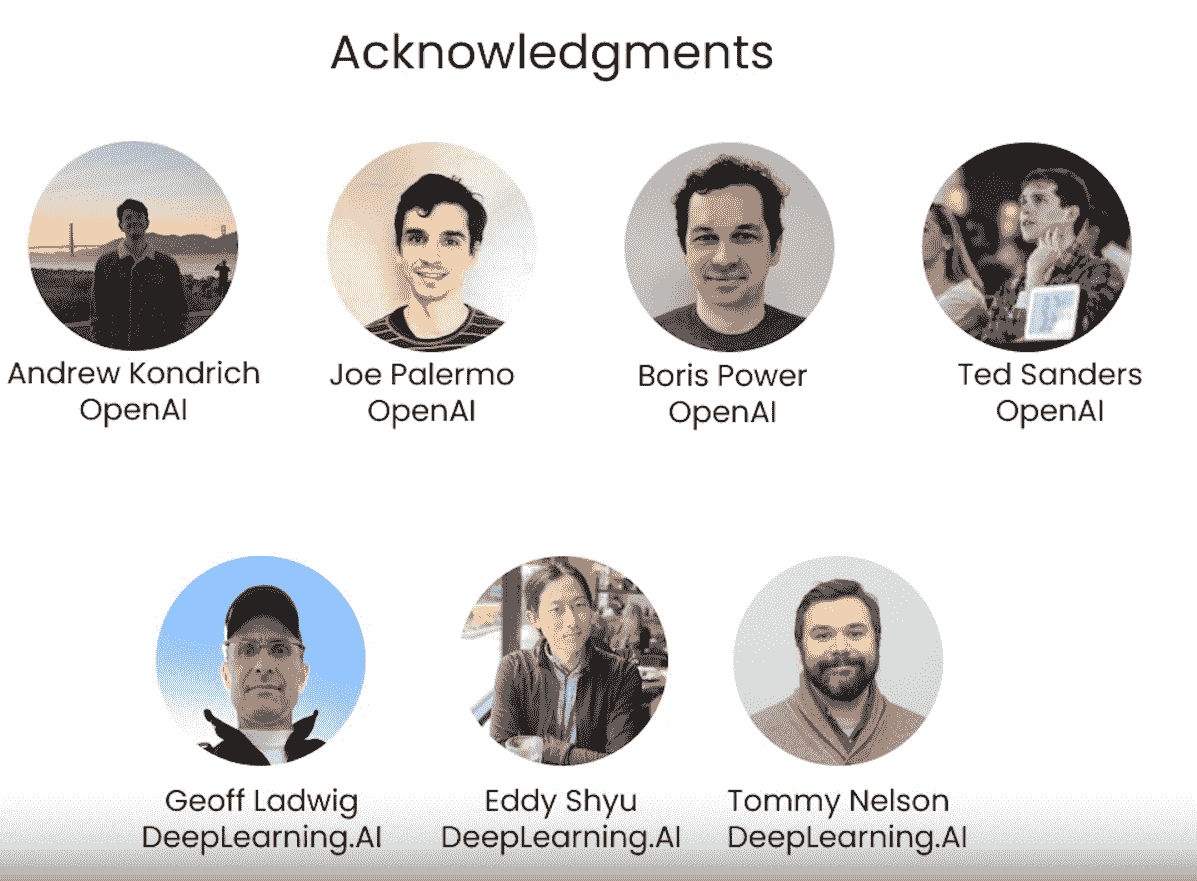 Acknowledgments
Andrew Kondrich
OpenAI
Joe Palermo
OpenAI
Boris Power
OpenAI
Ted Sanders
OpenAI
Geoff Ladwig
DeepLearning.AI
Eddy Shyu
DeepLearning.AI
Tommy Nelson
DeepLearning.AI